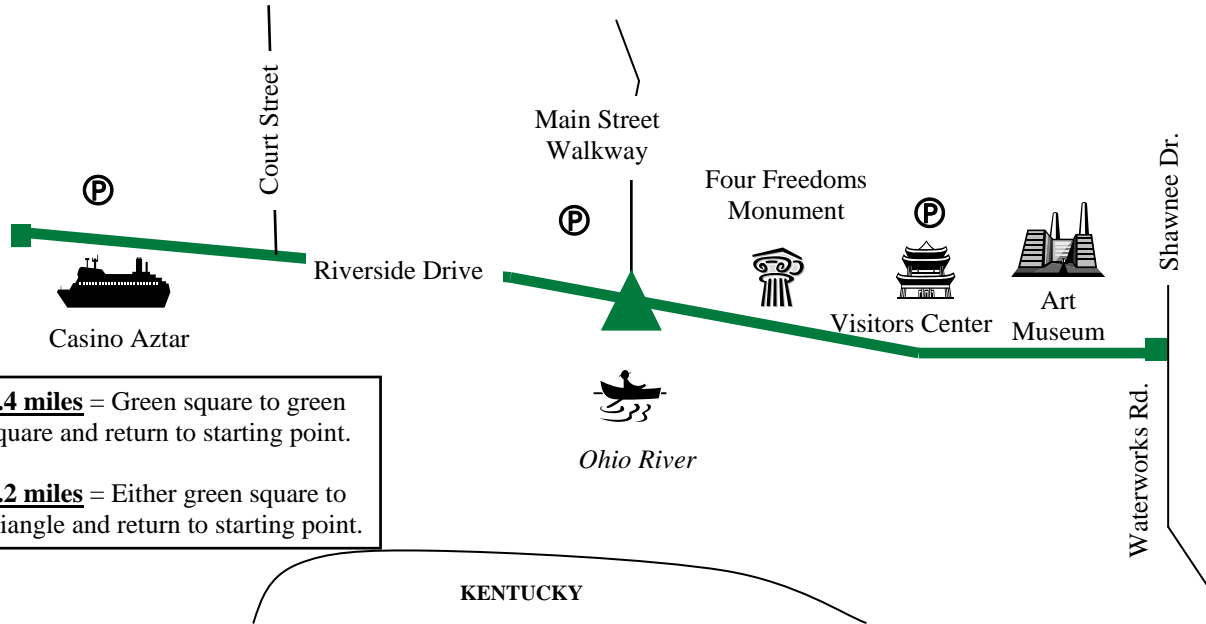 Court Street
Main Street
Walkway
Shawnee Dr.
Ⓟ
Ⓟ
Four Freedoms
Monument
Ⓟ
Riverside Drive
Casino Aztar
Visitors Center
Art
Museum
.4 miles = Green square to green
quare and return to starting point.
.2 miles = Either green square to
iangle and return to starting point.
Ohio River
Waterworks Rd.
KENTUCKY